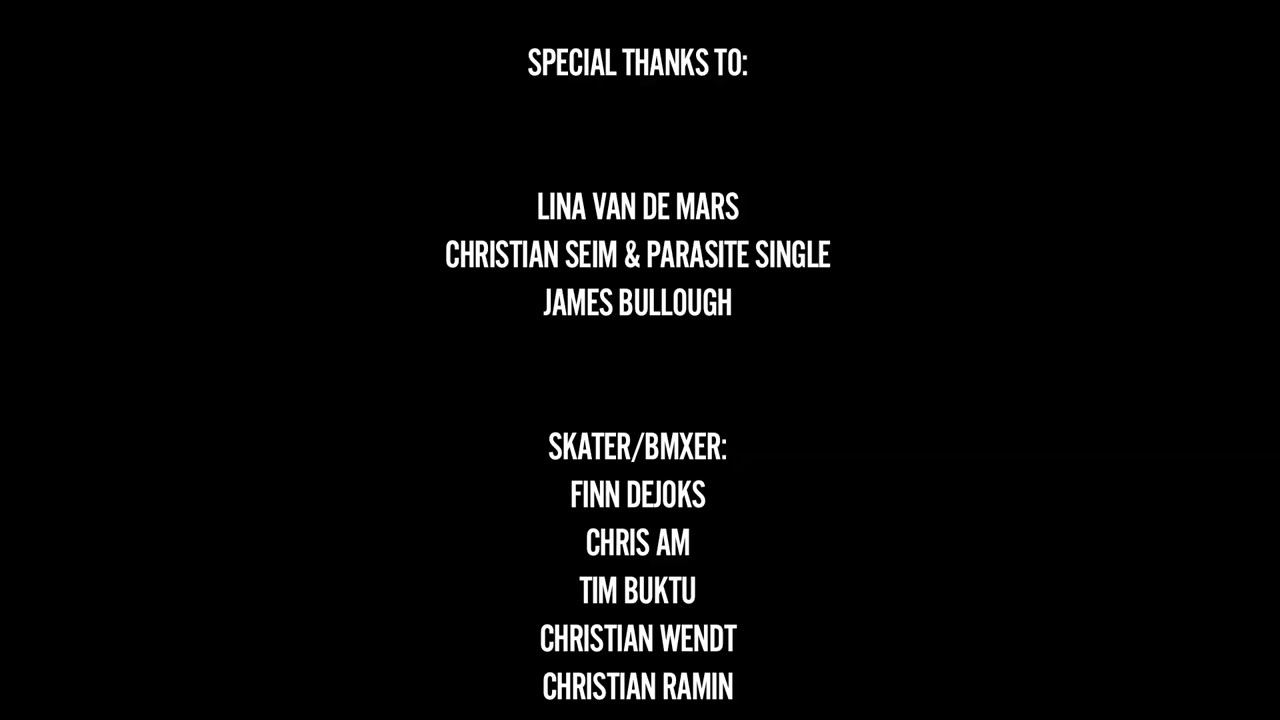 SPECIAL THANKS TO:
LINA VAN DE MARS
CHRISTIAN SEIM & PARASITE SINGLE
JAMES BULLOUGH
SKATER/BMXER:
FINN DEJOKS
CHRIS AM
TIM BUKTU
CHRISTIAN WENDT
CHRISTIAN RAMIN